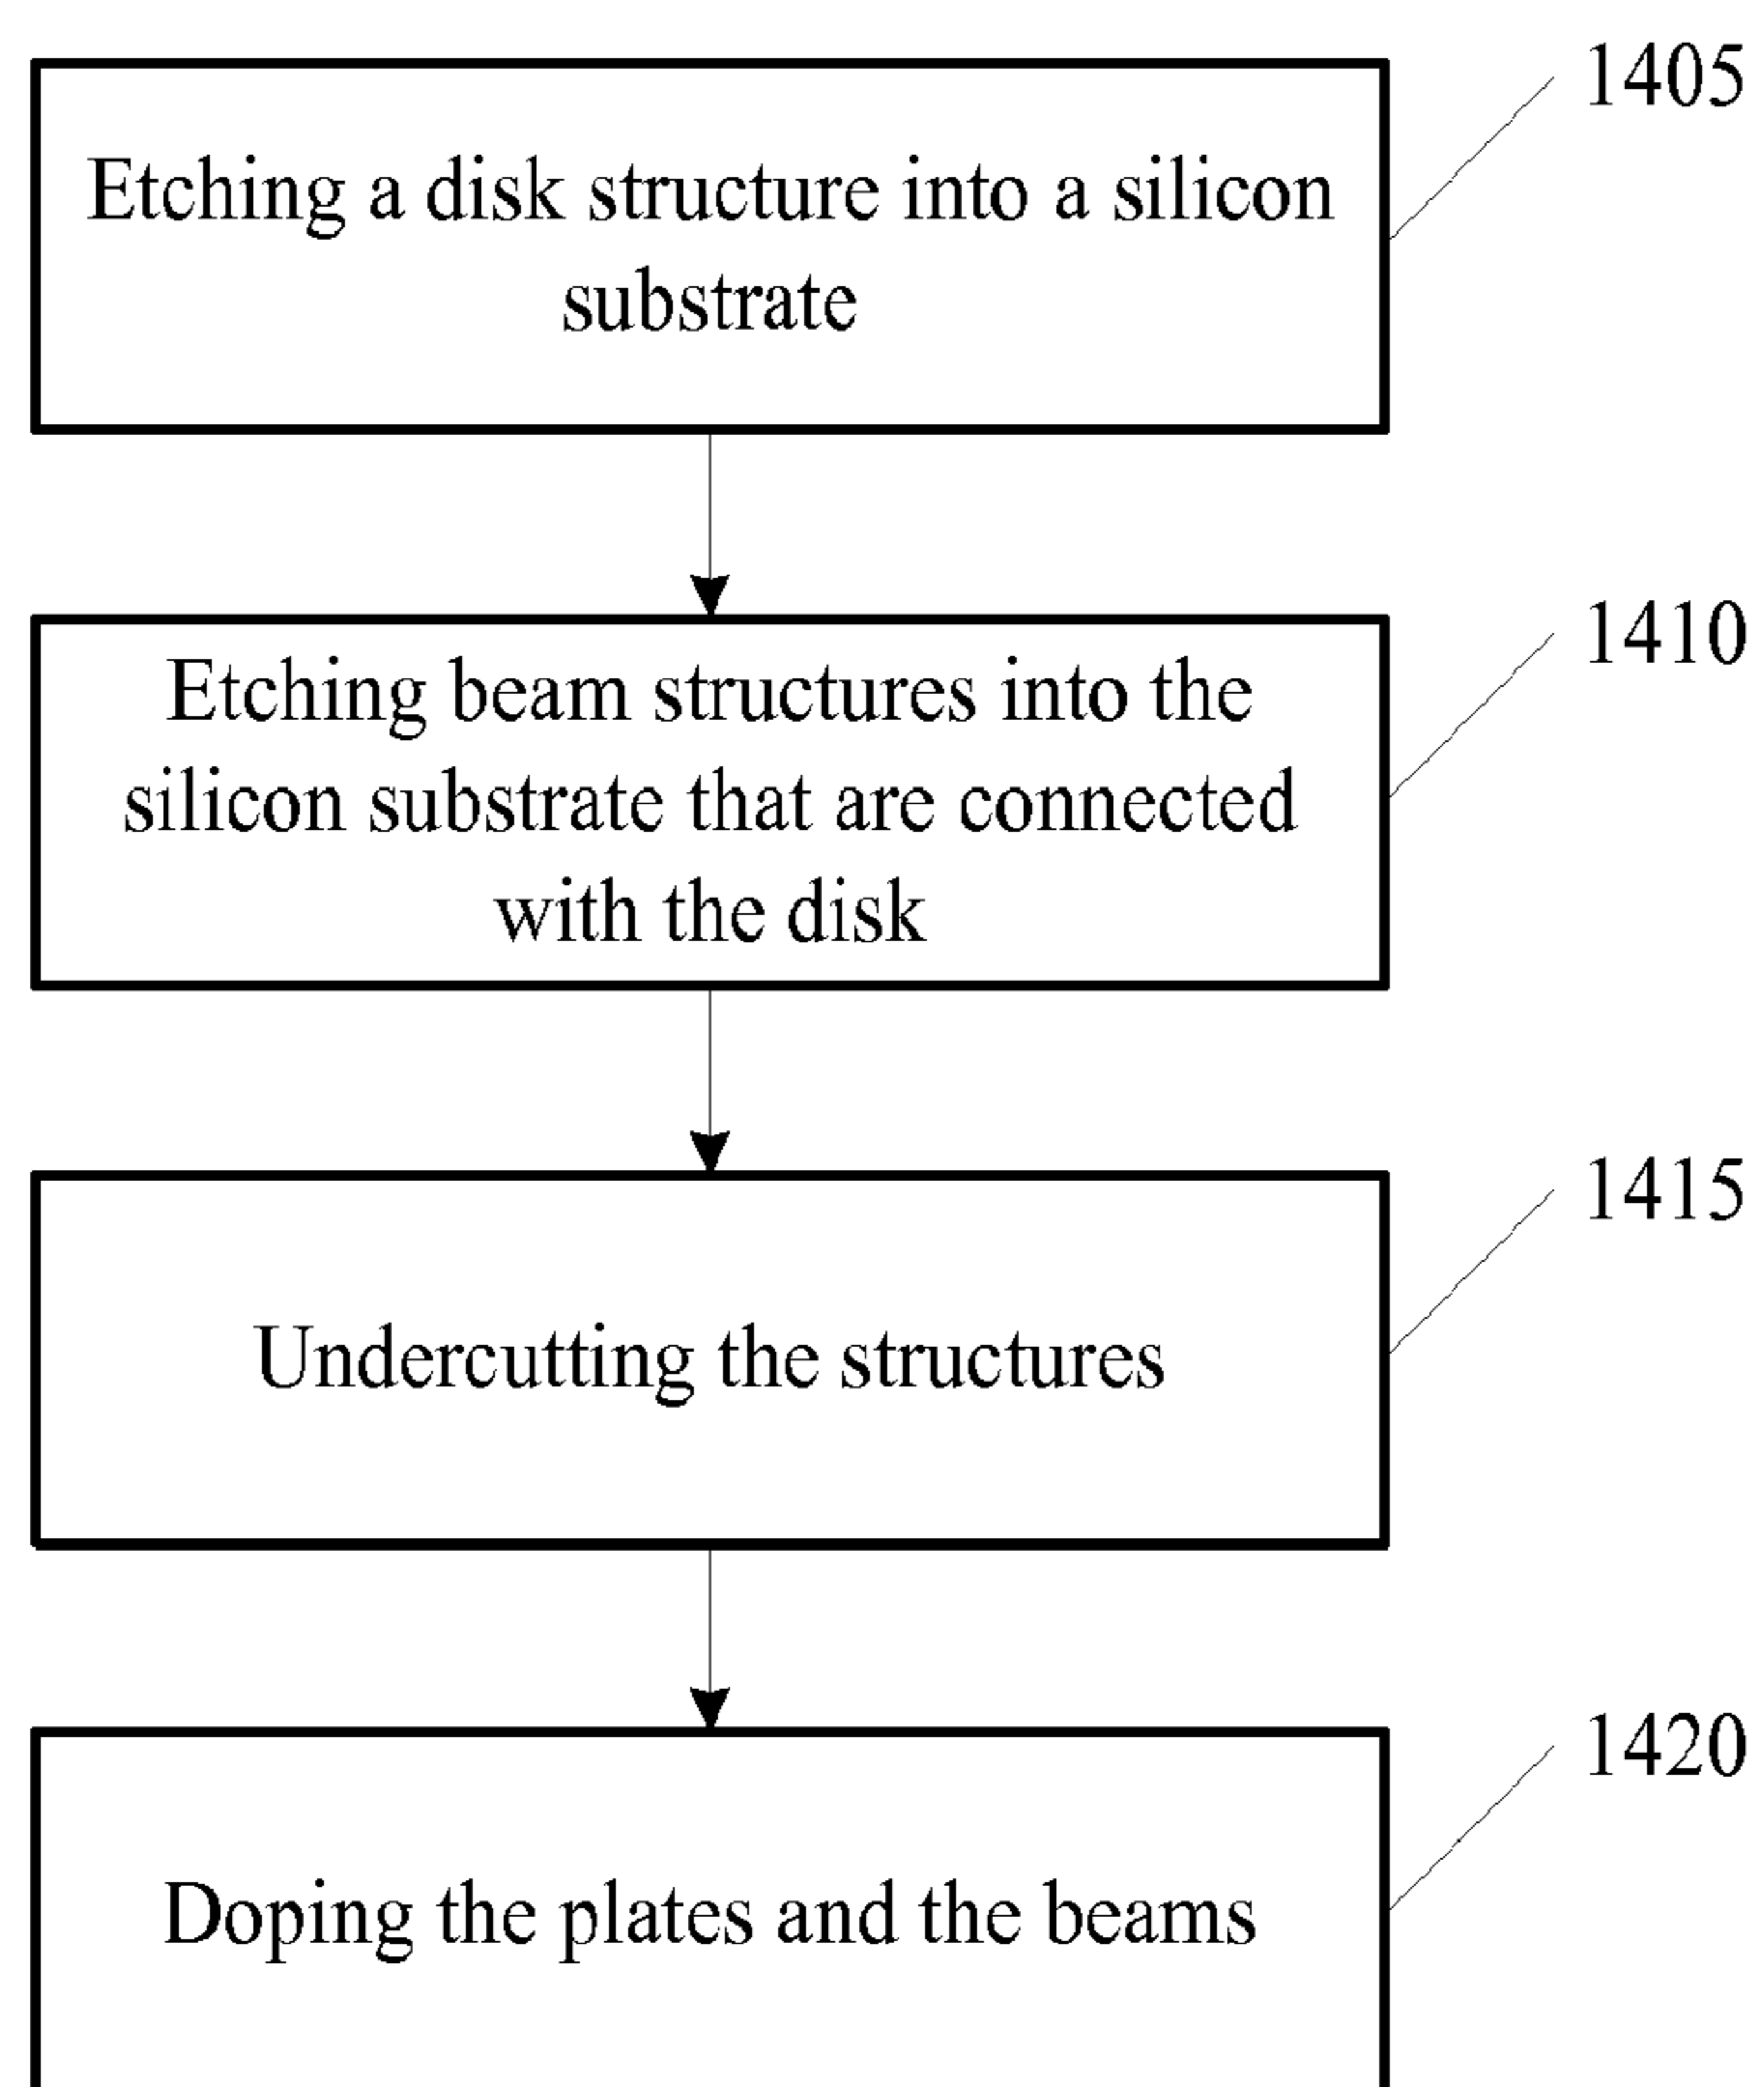 1405
Etching a disk structure into a silicon
substrate
1410
Etching beam structures into the
silicon substrate that are connected
with the disk
1415
Undercutting the structures
1420
Doping the plates and the beams